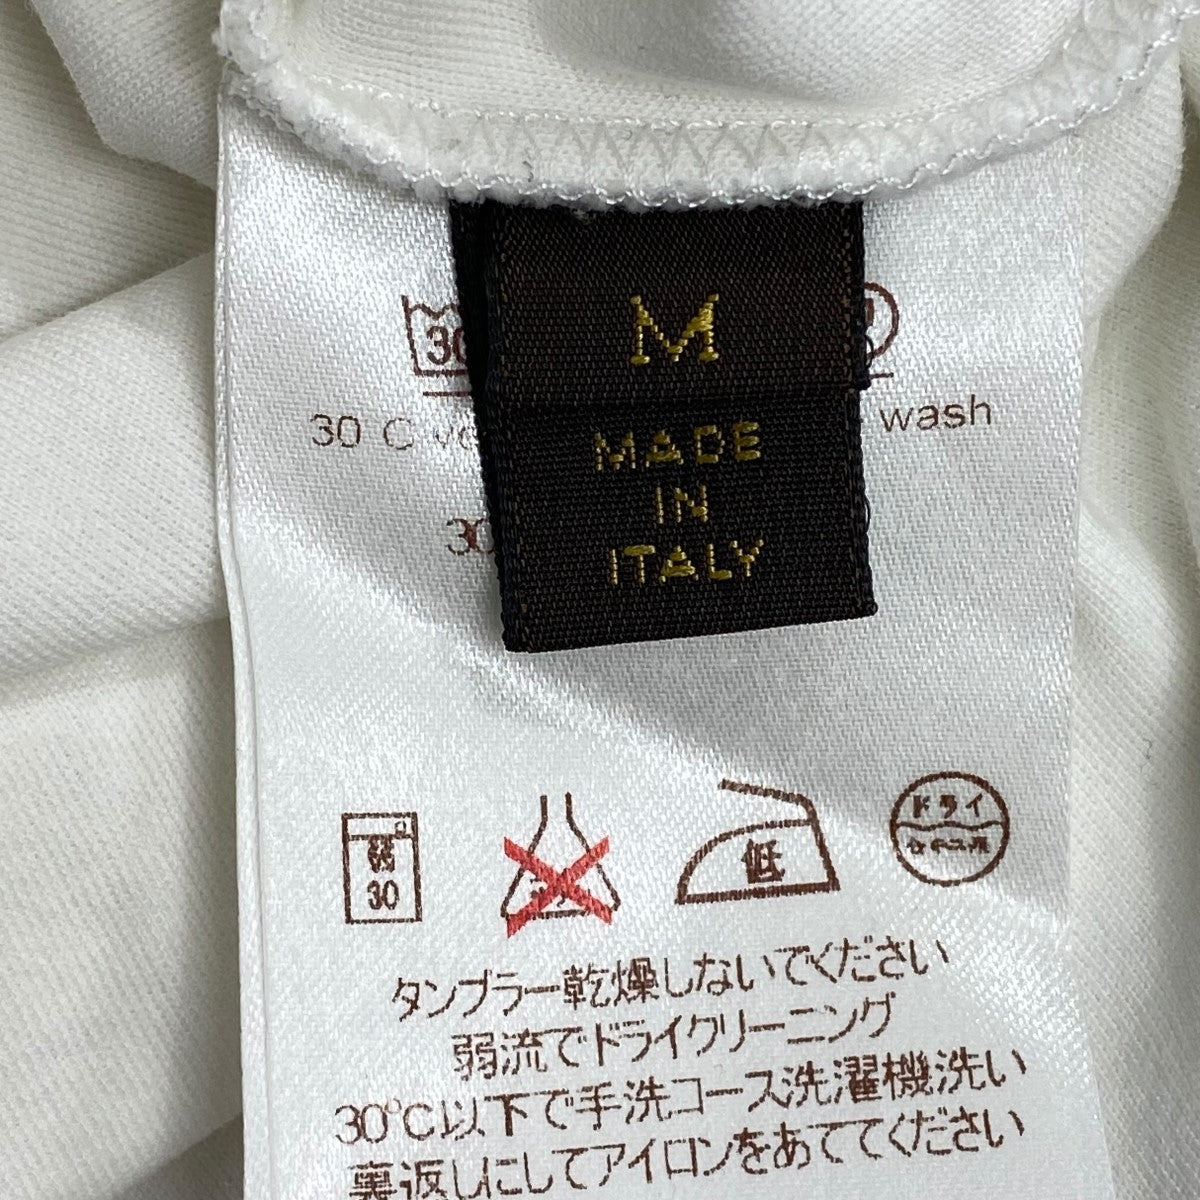 M
MADE
IN
ITALY
30
30 C wash
30
弱
30
低
ドライ
タンブラー乾燥しないでください
弱流でドライクリーニング
30℃以下で手洗コース洗濯機洗い
裏返しにしてアイロンをあててください